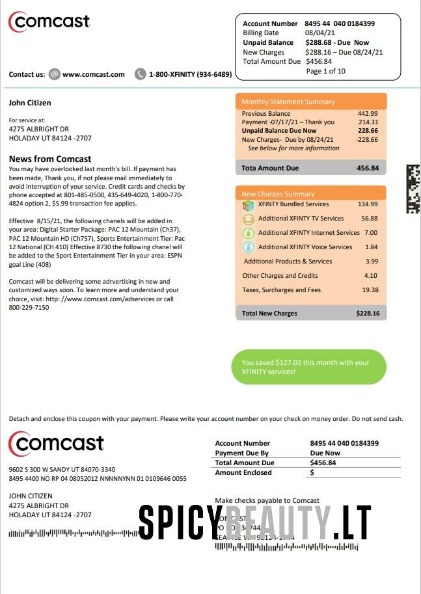 comcast
Account Number 8495 44 040 0184399
Billing Date 08/04/21
Unpaid Balance $288.68 - Due Now
New Charges $288.16 – Due 08/24/21
Total Amount Due $456.84
Page 1 of 10
Contact us: www.comcast.com 1-800-XFINITY (934-6489)
John Citizen
For service at:
4275 ALBRIGHT DR
HOLADAY UT 84124 -2707
News from Comcast
You may have overlooked last month's bill. If payment has
been made, Thank you, if not please mail immediately to
avoid interruption of your service. Credit cards and checks by
phone accepted at 801-485-0500, 435-649-4020, 1-800-770-
4824 option 2, $5.99 transaction fee applies.
Effective 8/15/21, the following chanels will be added in
your area: Digital Starter Package: PAC 12 Mountain (Ch37),
PAC 12 Mountain HD (Ch757), Sports Entertainment Tier: Pac
12 National (CH 410) Effective 8730 the following chanel will
be added to the Sport Entertainment Tier in your area: ESPN
goal Line (408)
Comcast will be delivering some advertising in new and
customized ways soon. To learn more and understand your
choice, visit: http: //www.comcast.com/adservices or call
800-229-7150
Monthly Statement Summary
Previous Balance 442.99
Payment -07/17/21 – Thank you 214.31
Unpaid Balance Due Now 228.66
New Charges- Due by 08/24/21 -228.66
See below for more information
Total Amount Due 456.84
New Charges Summary
XFINITY Bundled Services 134.99
Additional XFINITY TV Services 56.88
Additional XFINITY Internet Services 7.00
Additional XFINITY Voice Services 1.84
Additional Products & Services 3.99
Other Charges and Credits 4.10
Taxes, Surcharges and Fees 19.38
Total New Charges $228.16
You saved $127.02 this month with your
XFINITY services!
Detach and enclose this coupon with your payment. Please write your account number on your check on money order. Do not send cash.
comcast
9602 S 300 W SANDY UT 84070-3340
8495 4400 NO RP 04 08052012 NNNNNYNN 01 0109646 0055
JOHN CITIZEN
4275 ALBRIGHT DR
HOLADAY UT 84124 -2707
Account Number 8495 44 040 0184399
Payment Due By Due Now
Total Amount Due $456.84
Amount Enclosed $
Make checks payable to Comcast
SPICYBEAUTY.LT